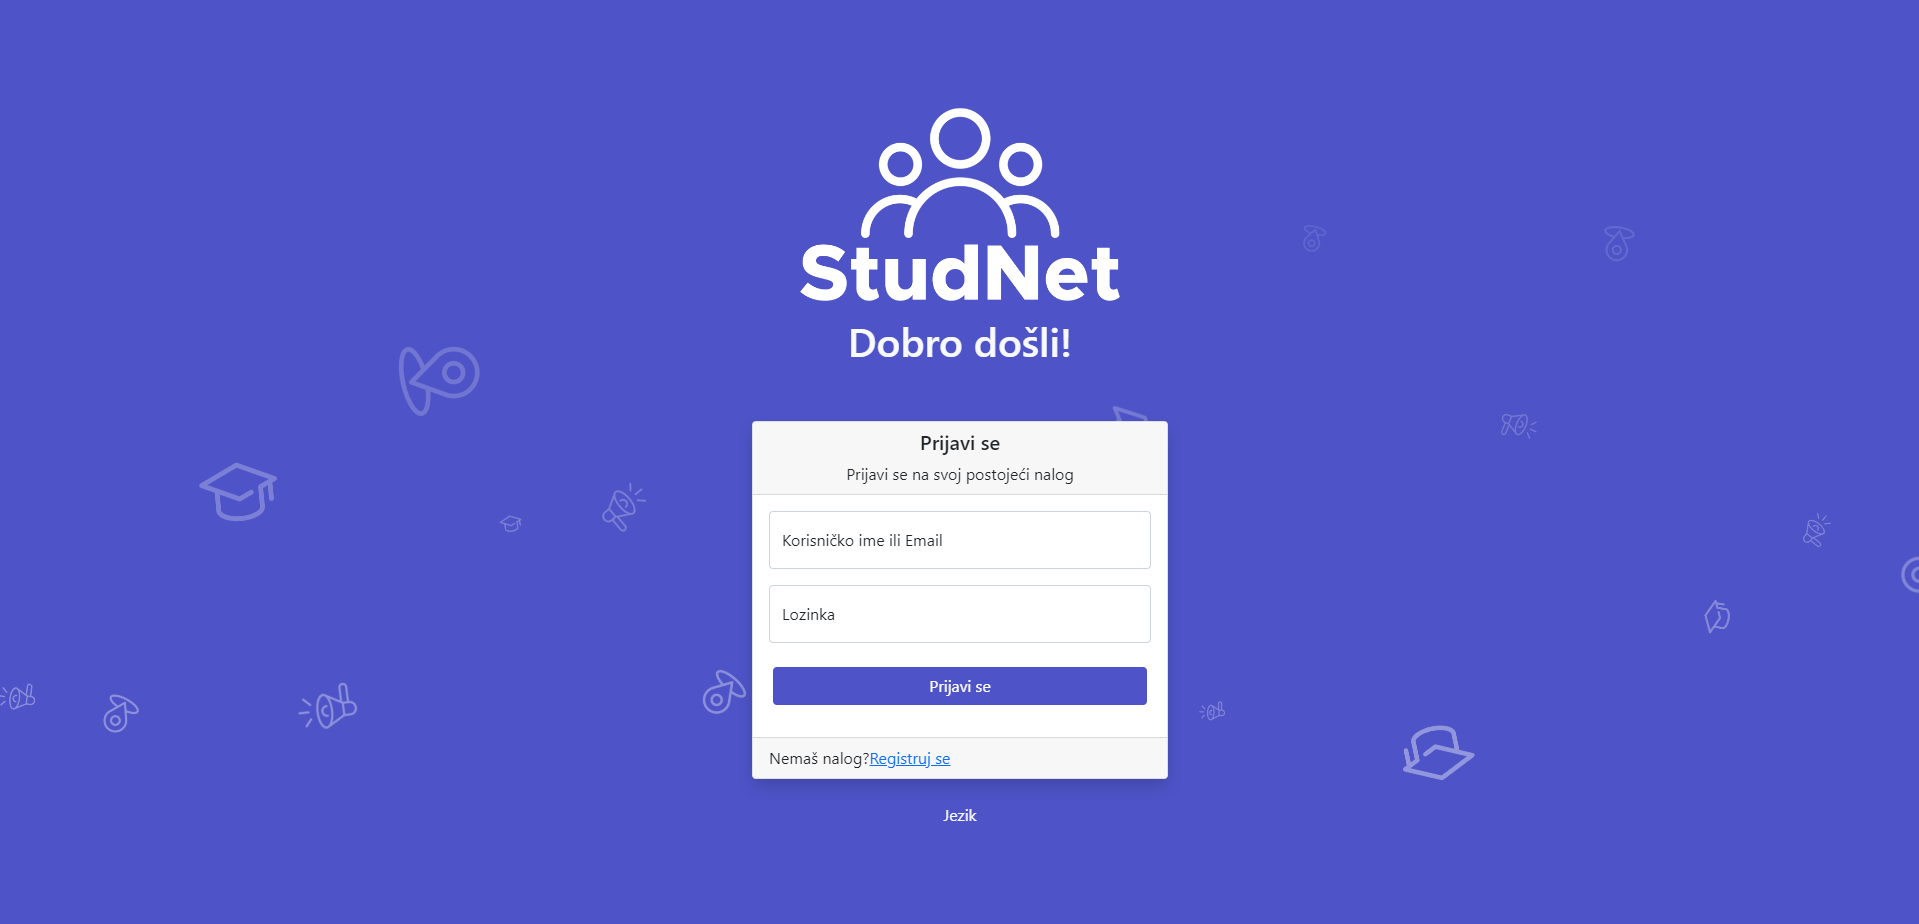 StudNet
Dobro došli!
Prijavi se
Prijavi se na svoj postojeći nalog
Korisničko ime ili Email
Lozinka
Prijavi se
Nemaš nalog?Registruj se
Jezik